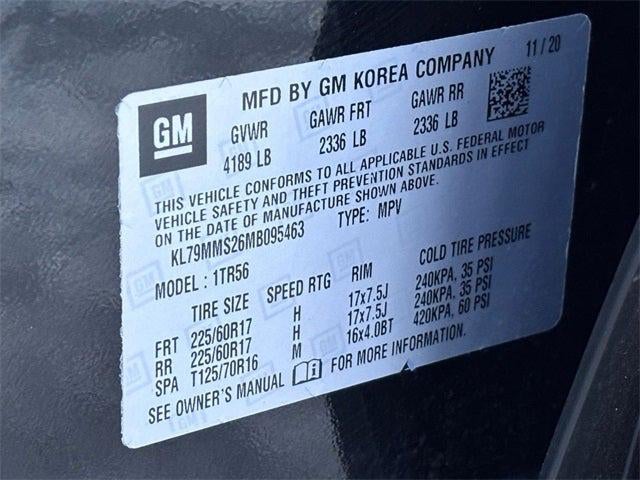 GM
MFD BY GM KOREA COMPANY 11 / 20
GVWR GAWR FRT GAWR RR
4189 LB 2336 LB 2336 LB
THIS VEHICLE CONFORMS TO ALL APPLICABLE U.S. FEDERAL MOTOR
VEHICLE SAFETY AND THEFT PREVENTION STANDARDS IN EFFECT
ON THE DATE OF MANUFACTURE SHOWN ABOVE.
KL79MMS26MB095463 TYPE: MPV
MODEL : 1TR56
TIRE SIZE SPEED RTG RIM COLD TIRE PRESSURE
FRT 225/60R17 H 17x7.5J 240KPA, 35 PSI
RR 225/60R17 H 17x7.5J 240KPA, 35 PSI
SPA T125/70R16 M 16x4.0BT 420KPA, 60 PSI
SEE OWNER'S MANUAL i FOR MORE INFORMATION.